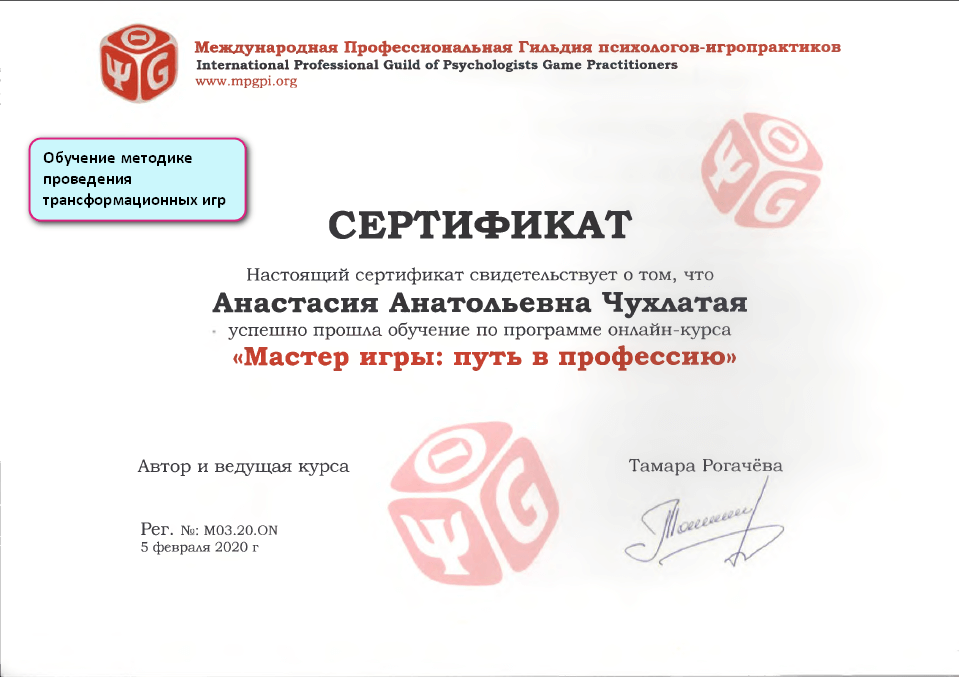 Международная Профессиональная Гильдия психологов-игропрактиков
International Professional Guild of Psychologists Game Practitioners
www.mpgpi.org
Обучение методике
проведения
трансформационных игр
СЕРТИФИКАТ
Настоящий сертификат свидетельствует о том, что
Анастасия Анатольевна Чухлатая
успешно прошла обучение по программе онлайн-курса
«Мастер игры: путь в профессию»
Автор и ведущая курса
Тамара Рогачёва
Рег. №: М03.20.ON
5 февраля 2020 г